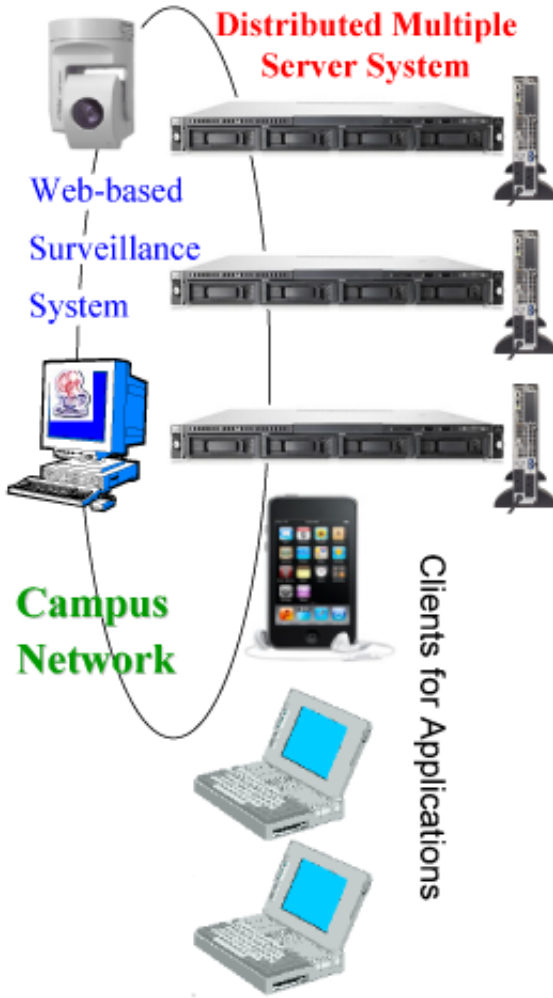 Distributed Multiple
Server System
Web-based
Surveillance
System
Campus
Network
Clients for Applications